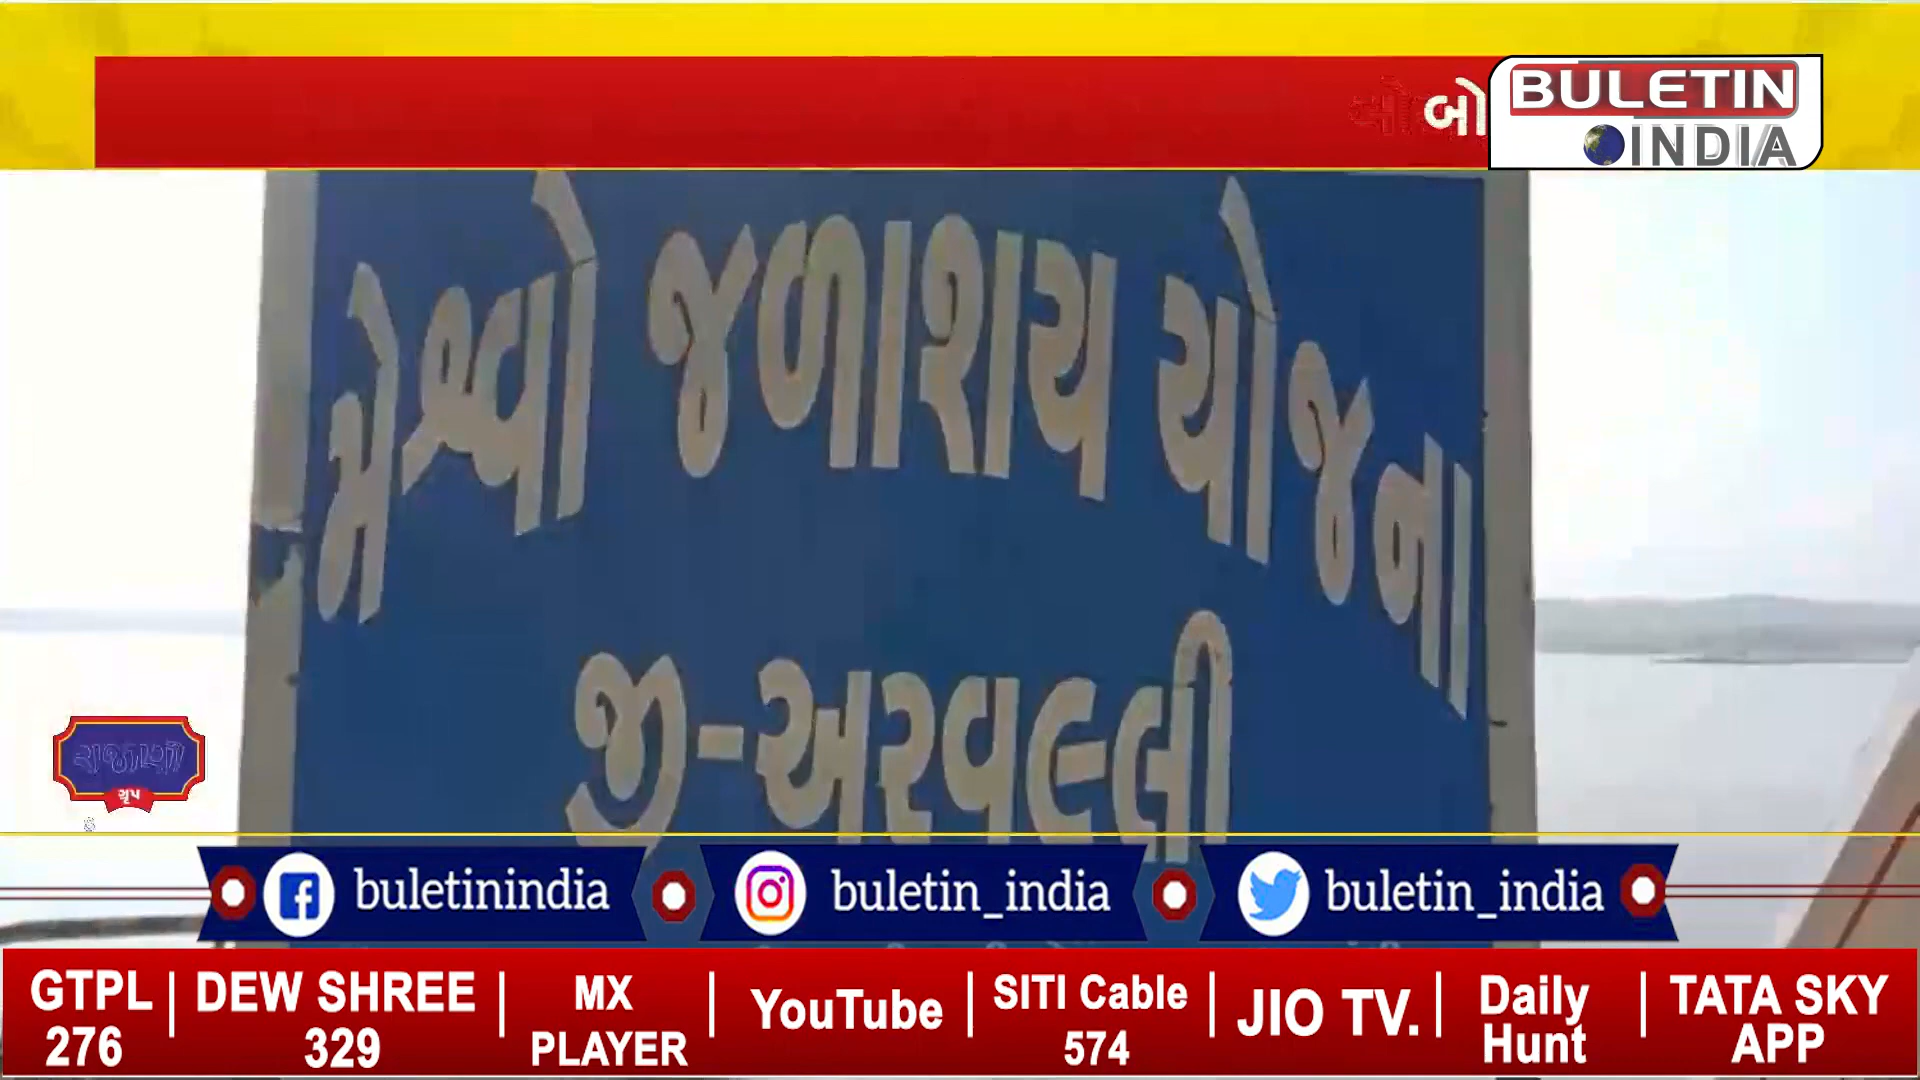 બો
BULETIN
INDIA
મેશ્વો જળાશય યોજના
જી-અરવલ્લી
રાજાશી
ગ્રુપ
buletinindia
buletin_india
buletin_india
GTPL 276
DEW SHREE 329
MX PLAYER
YouTube
SITI Cable 574
JIO TV.
Daily Hunt
TATA SKY APP